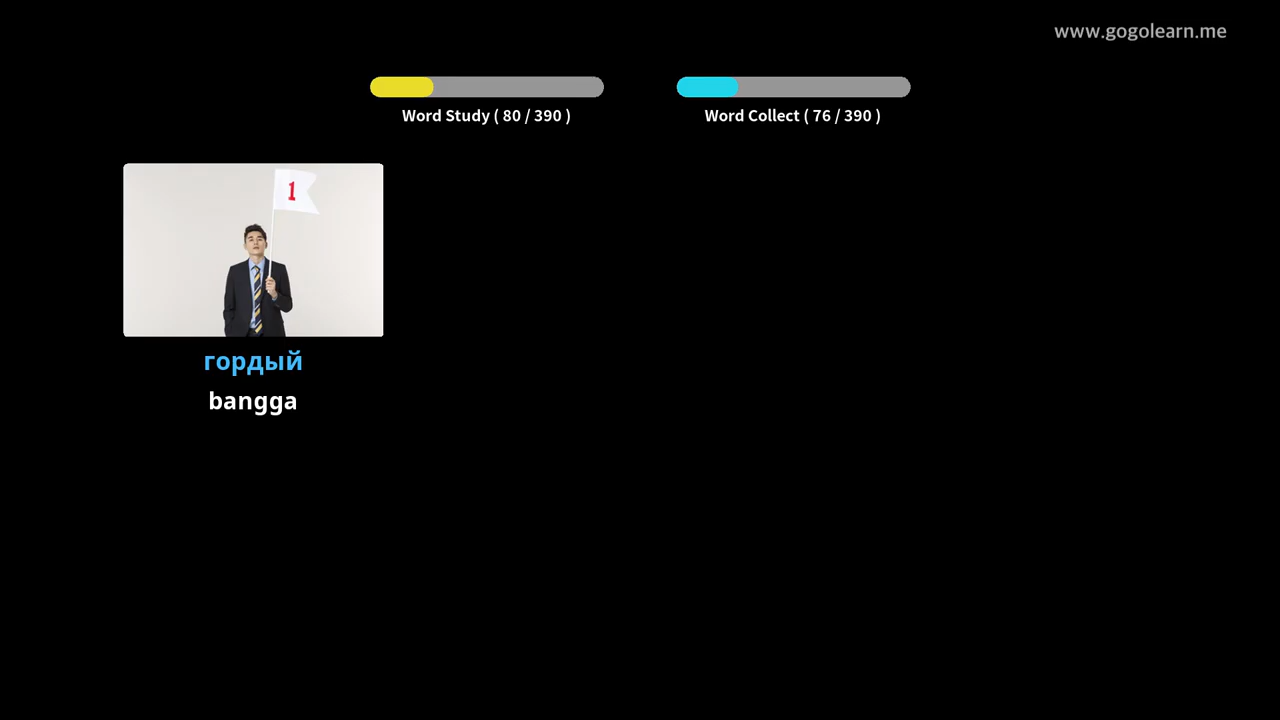 www.gogolearn.me
Word Study ( 80 / 390 )
Word Collect ( 76 / 390 )
1
гордый
bangga